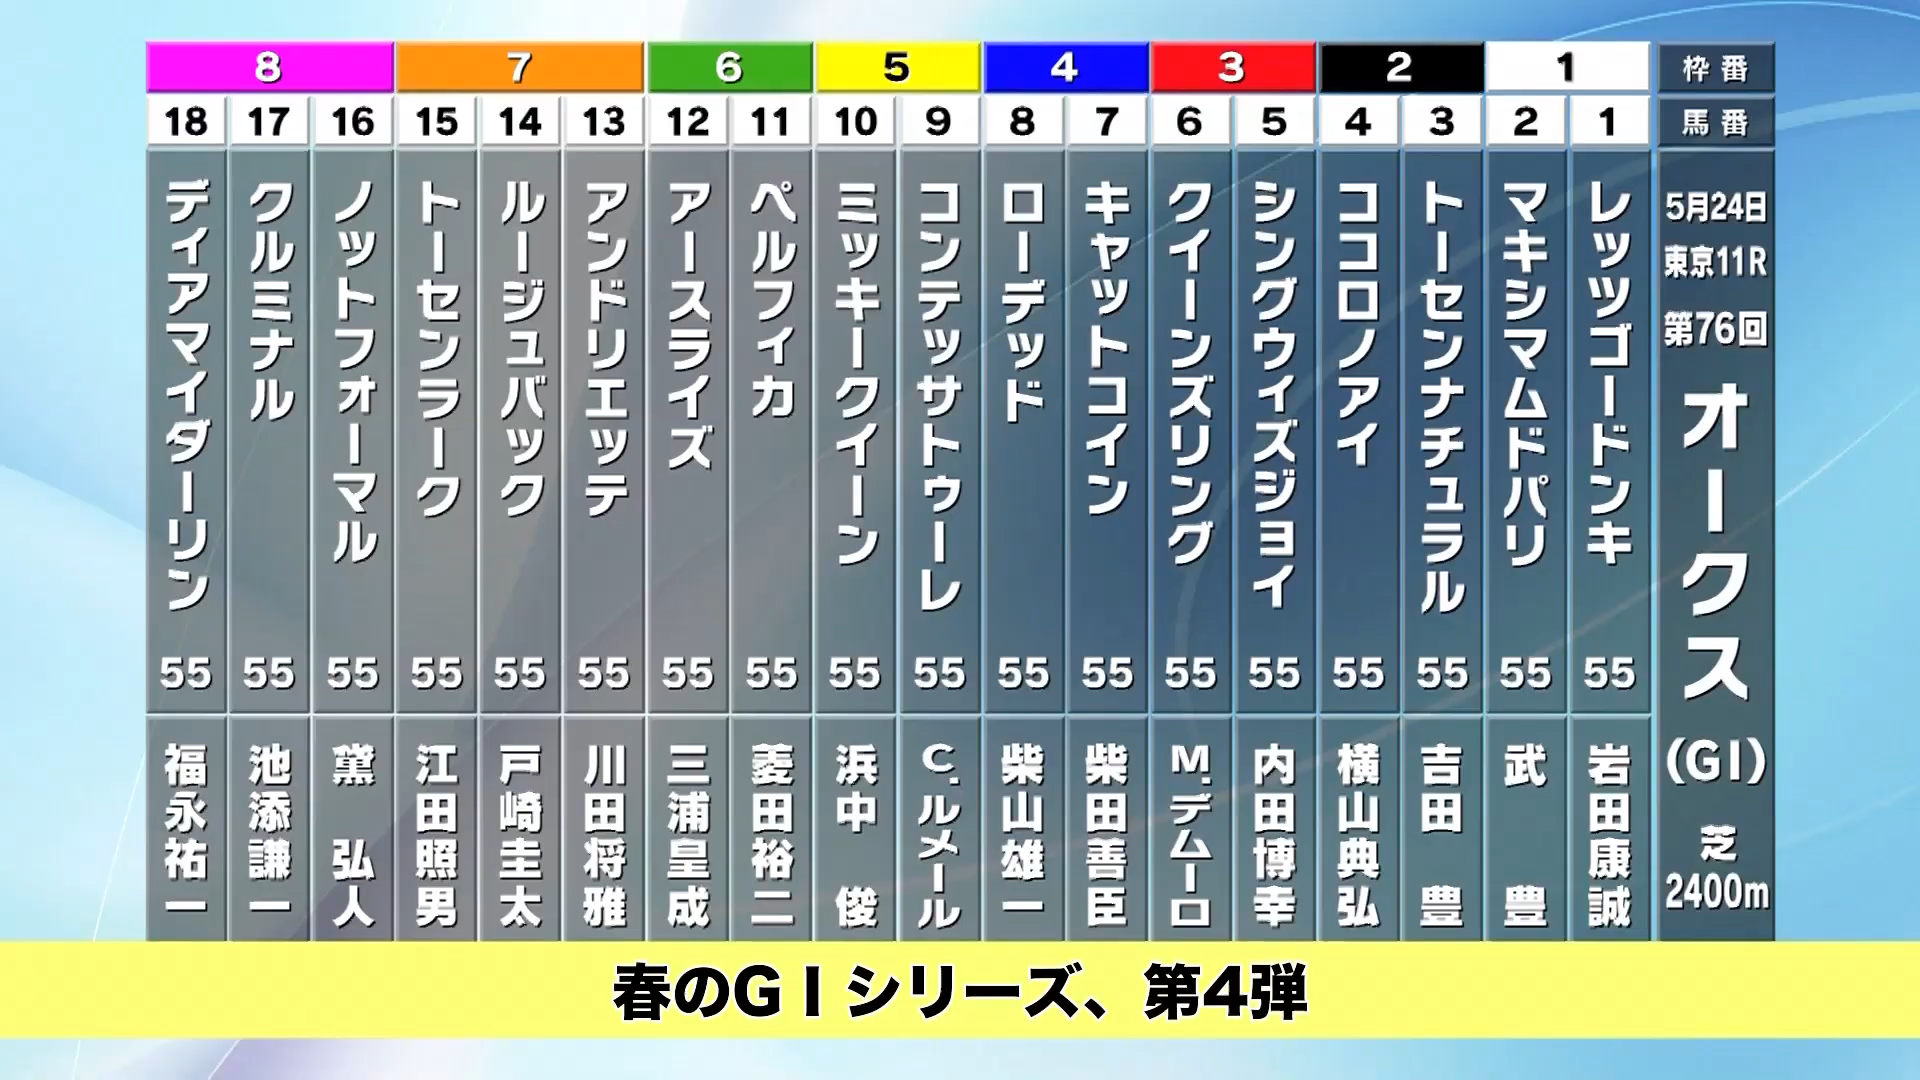 枠番
1
2
3
4
5
6
7
8
馬番
1
2
3
4
5
6
7
8
9
10
11
12
13
14
15
16
17
18
5月24日
東京11R
第76回
オークス
(GI)
芝
2400m
レッツゴードンキ
55
岩田康誠
マキシマムドパリ
55
武 豊
トーセンナチュラル
55
吉田 豊
ココロノアイ
55
横山典弘
シングウィズジョイ
55
内田博幸
クイーンズリング
55
M.デムーロ
キャットコイン
55
柴田善臣
ローデッド
55
柴山雄一
コンテッサトゥーレ
55
C.ルメール
ミッキークイーン
55
浜中 俊
ペルフィカ
55
菱田裕二
アースライズ
55
三浦皇成
アンドリエッテ
55
川田将雅
ルージュバック
55
戸崎圭太
トーセンラーク
55
江田照男
ノットフォーマル
55
黛 弘人
クルミナル
55
池添謙一
ディアマイダーリン
55
福永祐一
春のGⅠシリーズ、第4弾